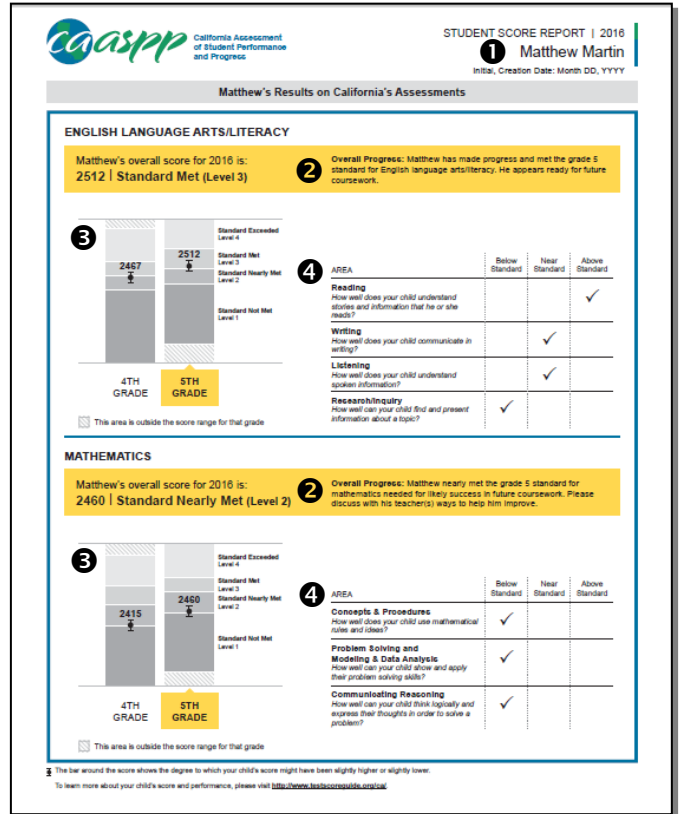 caaspp
California Assessment
of Student Performance
and Progress
STUDENT SCORE REPORT | 2016
❶ Matthew Martin
Initial, Creation Date: Month DD, YYYY
Matthew's Results on California's Assessments
ENGLISH LANGUAGE ARTS/LITERACY
Matthew's overall score for 2016 is:
2512 | Standard Met (Level 3)
❷
Overall Progress: Matthew has made progress and met the grade 5
standard for English language arts/literacy. He appears ready for future
coursework.
❸
2467
2512
Standard Exceeded
Level 4
Standard Met
Level 3
Standard Nearly Met
Level 2
Standard Not Met
Level 1
4TH
GRADE
5TH
GRADE
This area is outside the score range for that grade
❹
AREA
Below
Standard
Near
Standard
Above
Standard
Reading
How well does your child understand
stories and information that he or she
reads?
✓
Writing
How well does your child communicate in
writing?
✓
Listening
How well does your child understand
spoken information?
✓
Research/Inquiry
How well can your child find and present
information about a topic?
✓
MATHEMATICS
Matthew's overall score for 2016 is:
2460 | Standard Nearly Met (Level 2)
❷
Overall Progress: Matthew nearly met the grade 5 standard for
mathematics needed for likely success in future coursework. Please
discuss with his teacher(s) ways to help him improve.
❸
2415
2460
Standard Exceeded
Level 4
Standard Met
Level 3
Standard Nearly Met
Level 2
Standard Not Met
Level 1
4TH
GRADE
5TH
GRADE
This area is outside the score range for that grade
❹
AREA
Below
Standard
Near
Standard
Above
Standard
Concepts & Procedures
How well does your child use mathematical
rules and ideas?
✓
Problem Solving and
Modeling & Data Analysis
How well can your child show and apply
their problem solving skills?
✓
Communicating Reasoning
How well can your child think logically and
express their thoughts in order to solve a
problem?
✓
The bar around the score shows the degree to which your child's score might have been slightly higher or slightly lower.
To learn more about your child's score and performance, please visit http://www.testscoreguide.org/ca/.